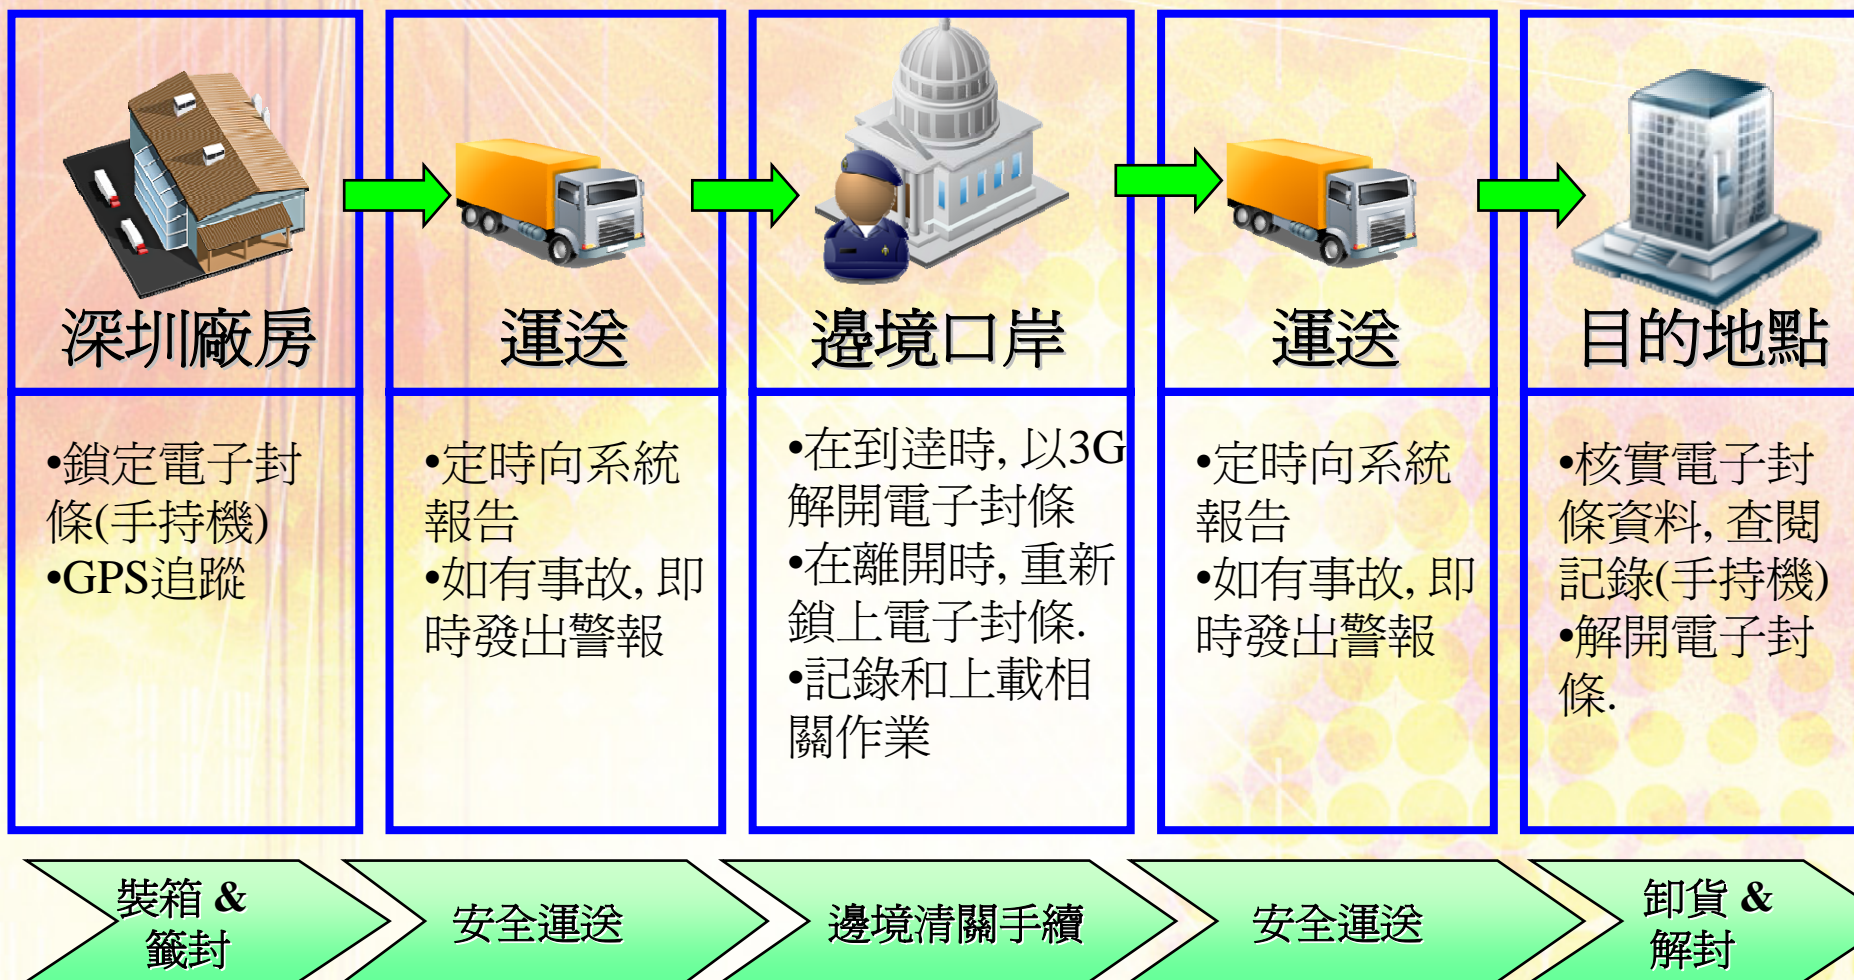 深圳廠房
運送
邊境口岸
運送
目的地點
•鎖定電子封
條(手持機)
•GPS追蹤
•定時向系統
報告
•如有事故, 即
時發出警報
•在到達時, 以3G
解開電子封條
•在離開時, 重新
鎖上電子封條.
•記錄和上載相
關作業
•定時向系統
報告
•如有事故, 即
時發出警報
•核實電子封
條資料, 查閱
記錄(手持機)
•解開電子封
條.
裝箱 &
籤封
安全運送
邊境清關手續
安全運送
卸貨 &
解封